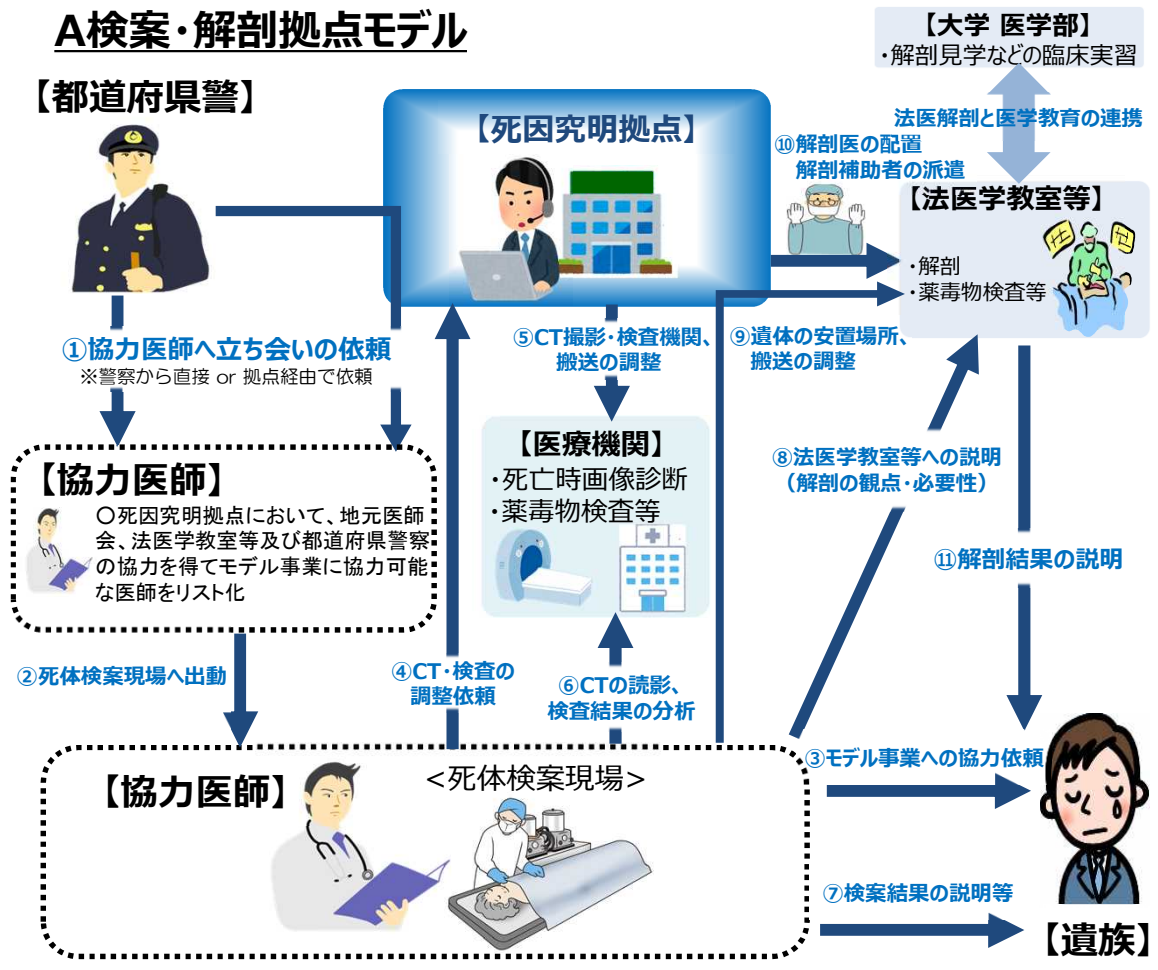 A検案・解剖拠点モデル
【都道府県警】
【死因究明拠点】
【大学 医学部】
・解剖見学などの臨床実習
法医解剖と医学教育の連携
⑩解剖医の配置
解剖補助者の派遣
【法医学教室等】
・解剖
・薬毒物検査等
①協力医師へ立ち会いの依頼
※警察から直接 or 拠点経由で依頼
⑤CT撮影・検査機関、
搬送の調整
⑨遺体の安置場所、
搬送の調整
【協力医師】
〇死因究明拠点において、地元医師
会、法医学教室等及び都道府県警察
の協力を得てモデル事業に協力可能
な医師をリスト化
【医療機関】
・死亡時画像診断
・薬毒物検査等
⑧法医学教室等への説明
（解剖の観点・必要性）
⑪解剖結果の説明
②死体検案現場へ出動
④CT・検査の
調整依頼
⑥CTの読影、
検査結果の分析
③モデル事業への協力依頼
【協力医師】
<死体検案現場>
⑦検案結果の説明等
【遺族】